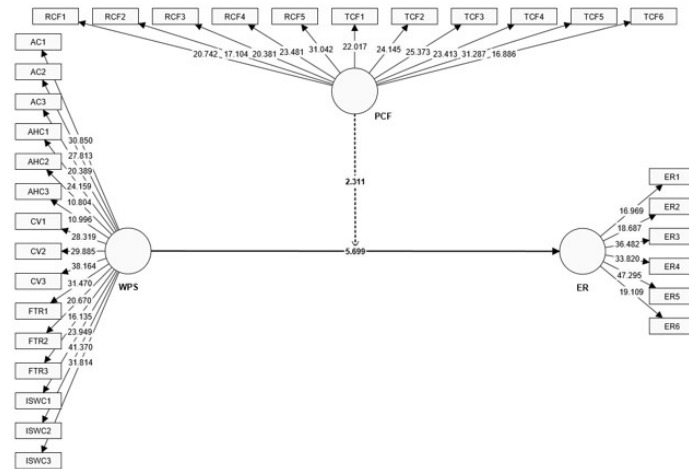 RCF1 RCF2 RCF3 RCF4 RCF5 TCF1 TCF2 TCF3 TCF4 TCF5 TCF6
20.742 17.104 20.381 23.481 31.042 22.017 24.145 25.373 23.413 31.287 16.886
PCF
2.311
AC1
AC2
AC3
AHC1
AHC2
AHC3
CV1
CV2
CV3
FTR1
FTR2
FTR3
ISWC1
ISWC2
ISWC3
30.850
27.813
20.389
24.159
10.804
10.996
28.319
29.885
38.164
31.470
20.670
16.135
23.949
41.370
31.814
WPS
5.699
ER
16.969
18.687
36.482
33.820
47.295
19.109
ER1
ER2
ER3
ER4
ER5
ER6